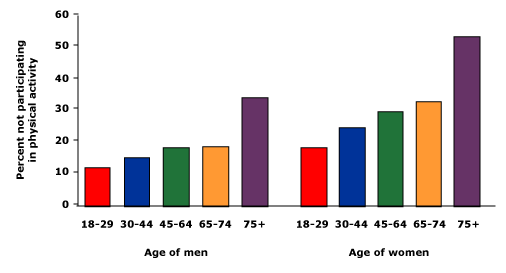 60
50
40
30
20
10
0
Percent not participating
in physical activity
18-29 30-44 45-64 65-74 75+
18-29 30-44 45-64 65-74 75+
Age of men
Age of women